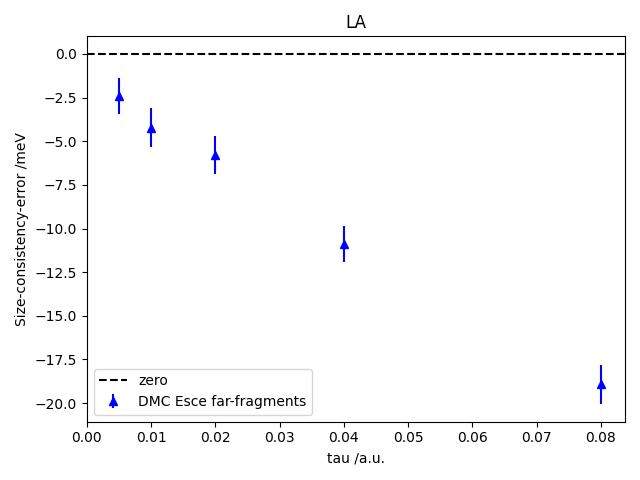 LA
0.0
−2.5
−5.0
−7.5
−10.0
−12.5
−15.0
−17.5
−20.0
Size-consistency-error /meV
zero
DMC Esce far-fragments
0.00 0.01 0.02 0.03 0.04 0.05 0.06 0.07 0.08
tau /a.u.